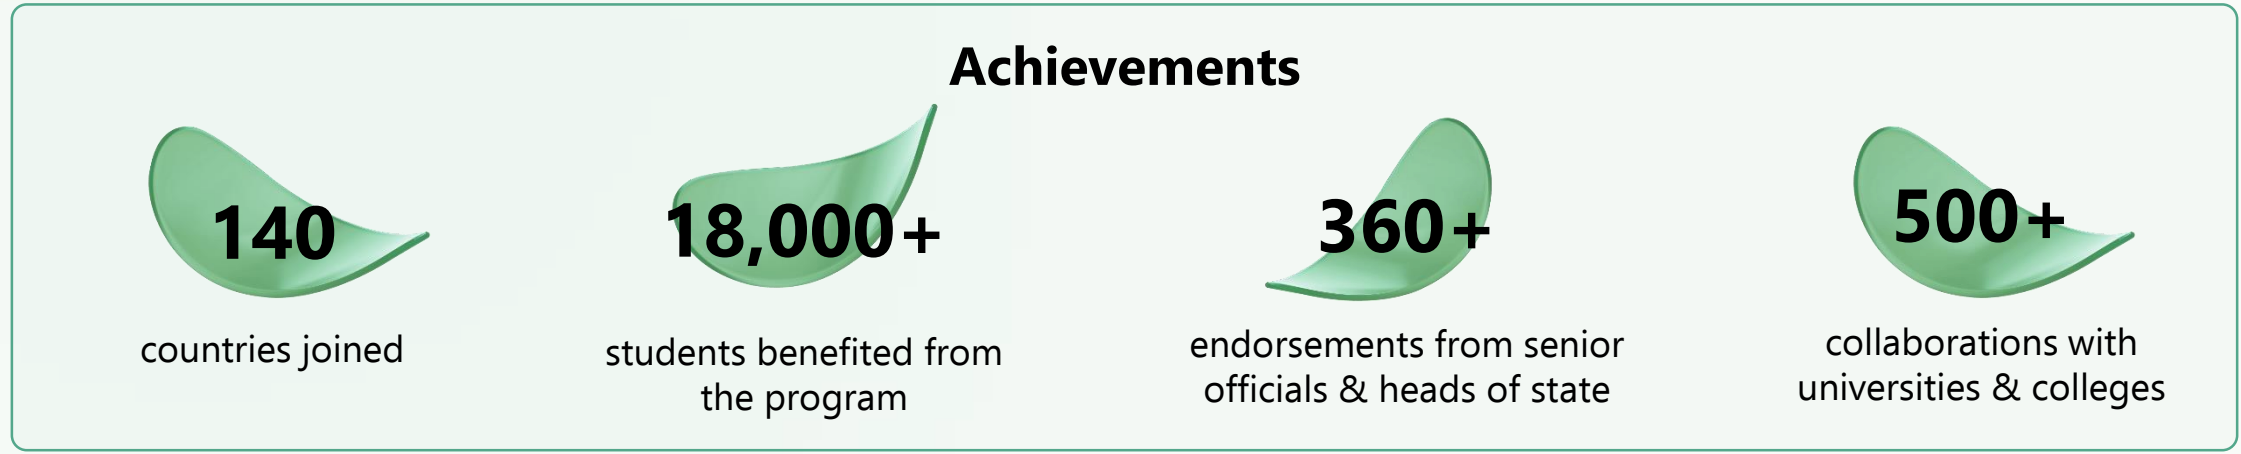 Achievements
140
countries joined
18,000+
students benefited from
the program
360+
endorsements from senior
officials & heads of state
500+
collaborations with
universities & colleges